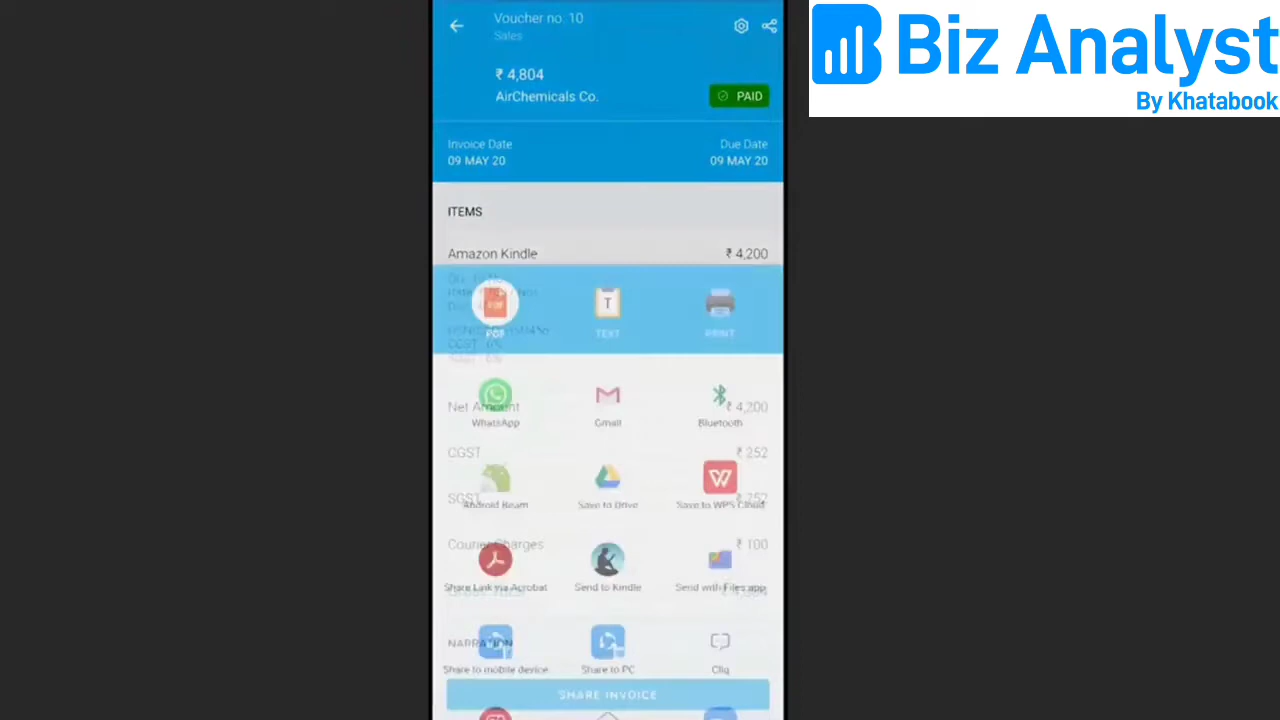 Voucher no. 10
Sales
₹ 4,804
AirChemicals Co.
PAID
Invoice Date
Due Date
09 MAY 20
09 MAY 20
ITEMS
Amazon Kindle
₹ 4,200
PDF
TEXT
PRINT
Net Amount
₹ 4,200
WhatsApp
Gmail
Bluetooth
CGST
₹ 252
SGST
₹ 252
Android Beam
Save to Drive
Save to WPS Cloud
Courier Charges
₹ 100
Share Link via Acrobat
Send to Kindle
Send with Files app
NARRATION
Share to mobile device
Share to PC
Cliq
SHARE INVOICE
Biz Analyst
By Khatabook